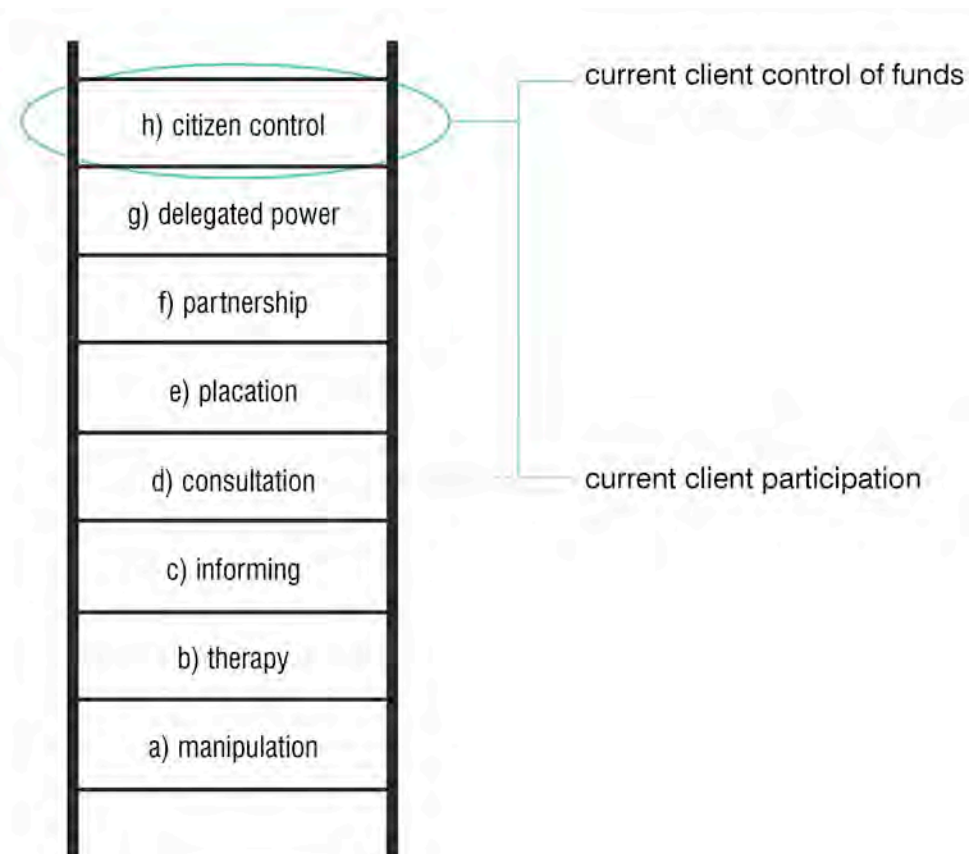 current client control of funds
h) citizen control
g) delegated power
f) partnership
e) placation
d) consultation
current client participation
c) informing
b) therapy
a) manipulation